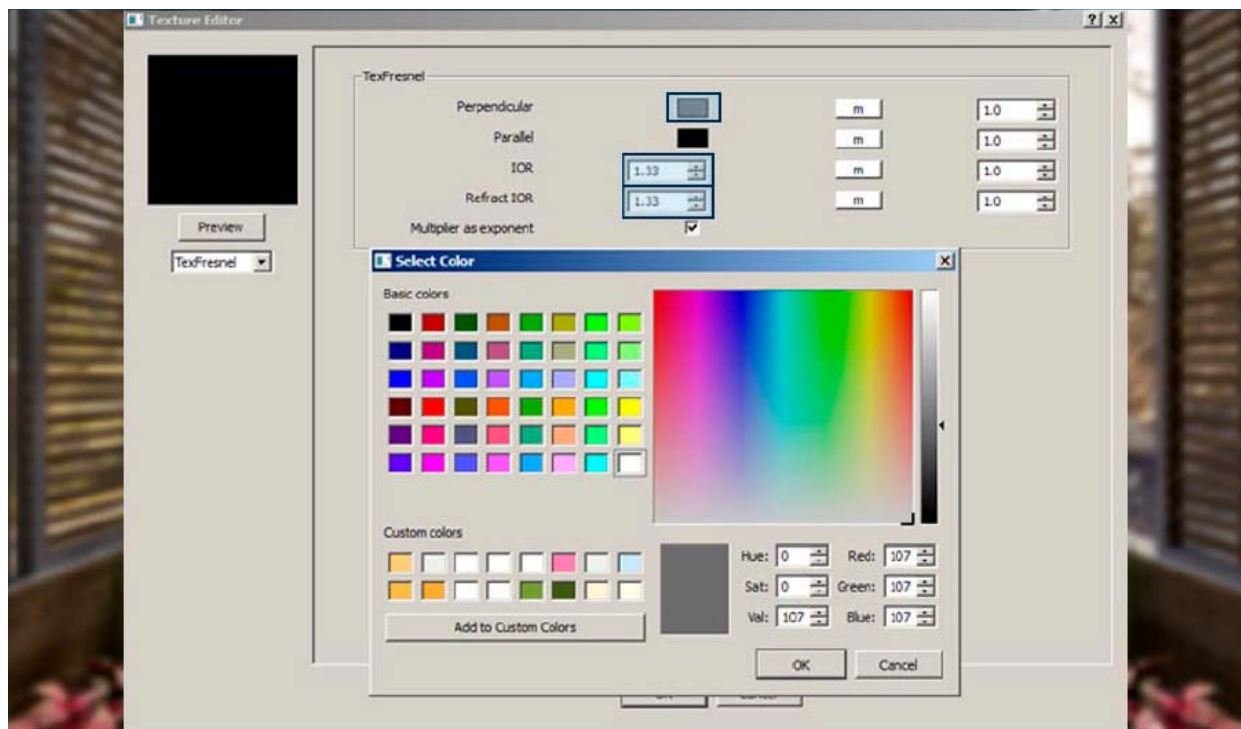 Texture Editor
TexFresnel
Perpendicular m 1.0
Parallel m 1.0
IOR 1.33 m 1.0
Refract IOR 1.33 m 1.0
Multiplier as exponent
Preview
TexFresnel
Select Color
Basic colors
Custom colors
Hue: 0 Red: 107
Sat: 0 Green: 107
Val: 107 Blue: 107
Add to Custom Colors
OK Cancel